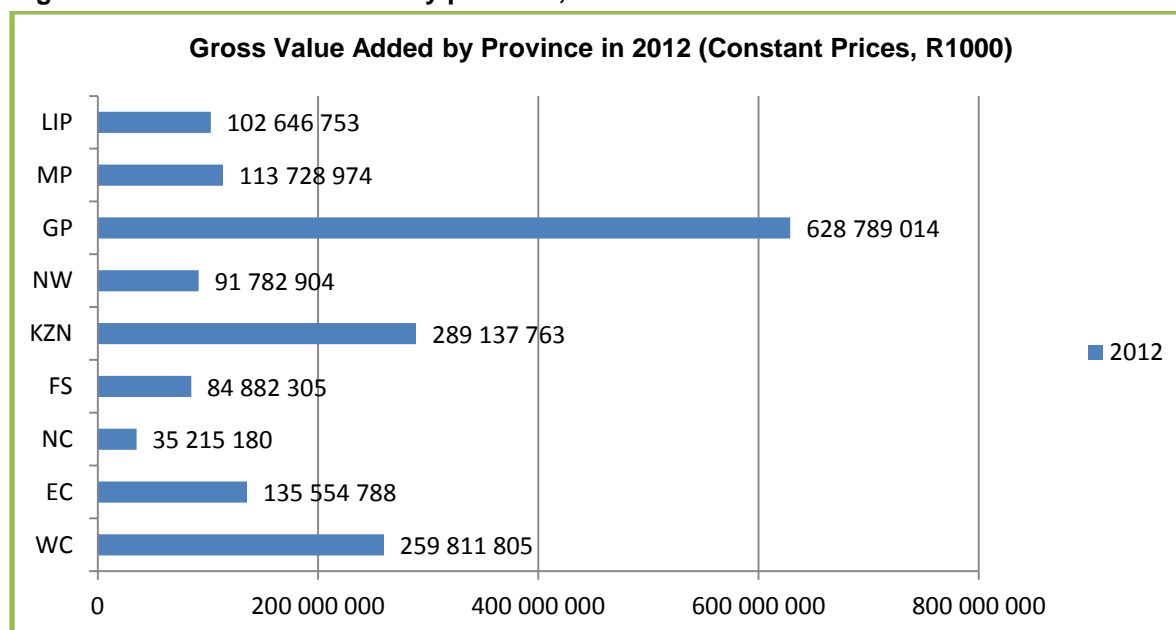 Gross Value Added by Province in 2012 (Constant Prices, R1000)
LIP 102 646 753
MP 113 728 974
GP 628 789 014
NW 91 782 904
KZN 289 137 763
2012
FS 84 882 305
NC 35 215 180
EC 135 554 788
WC 259 811 805
0 200 000 000 400 000 000 600 000 000 800 000 000